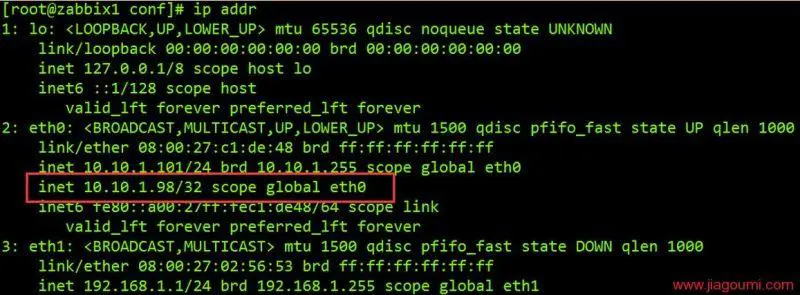 [root@zabbix1 conf]# ip addr
1: lo: <LOOPBACK,UP,LOWER_UP> mtu 65536 qdisc noqueue state UNKNOWN
link/loopback 00:00:00:00:00:00 brd 00:00:00:00:00:00
inet 127.0.0.1/8 scope host lo
inet6 ::1/128 scope host
valid_lft forever preferred_lft forever
2: eth0: <BROADCAST,MULTICAST,UP,LOWER_UP> mtu 1500 qdisc pfifo_fast state UP qlen 1000
link/ether 08:00:27:c1:de:48 brd ff:ff:ff:ff:ff:ff
inet 10.10.1.101/24 brd 10.10.1.255 scope global eth0
inet 10.10.1.98/32 scope global eth0
inet6 fe80::a00:27ff:fec1:de48/64 scope link
valid_lft forever preferred_lft forever
3: eth1: <BROADCAST,MULTICAST> mtu 1500 qdisc pfifo_fast state DOWN qlen 1000
link/ether 08:00:27:02:56:53 brd ff:ff:ff:ff:ff:ff
inet 192.168.1.1/24 brd 192.168.1.255 scope global eth1
www.jiagoumi.com